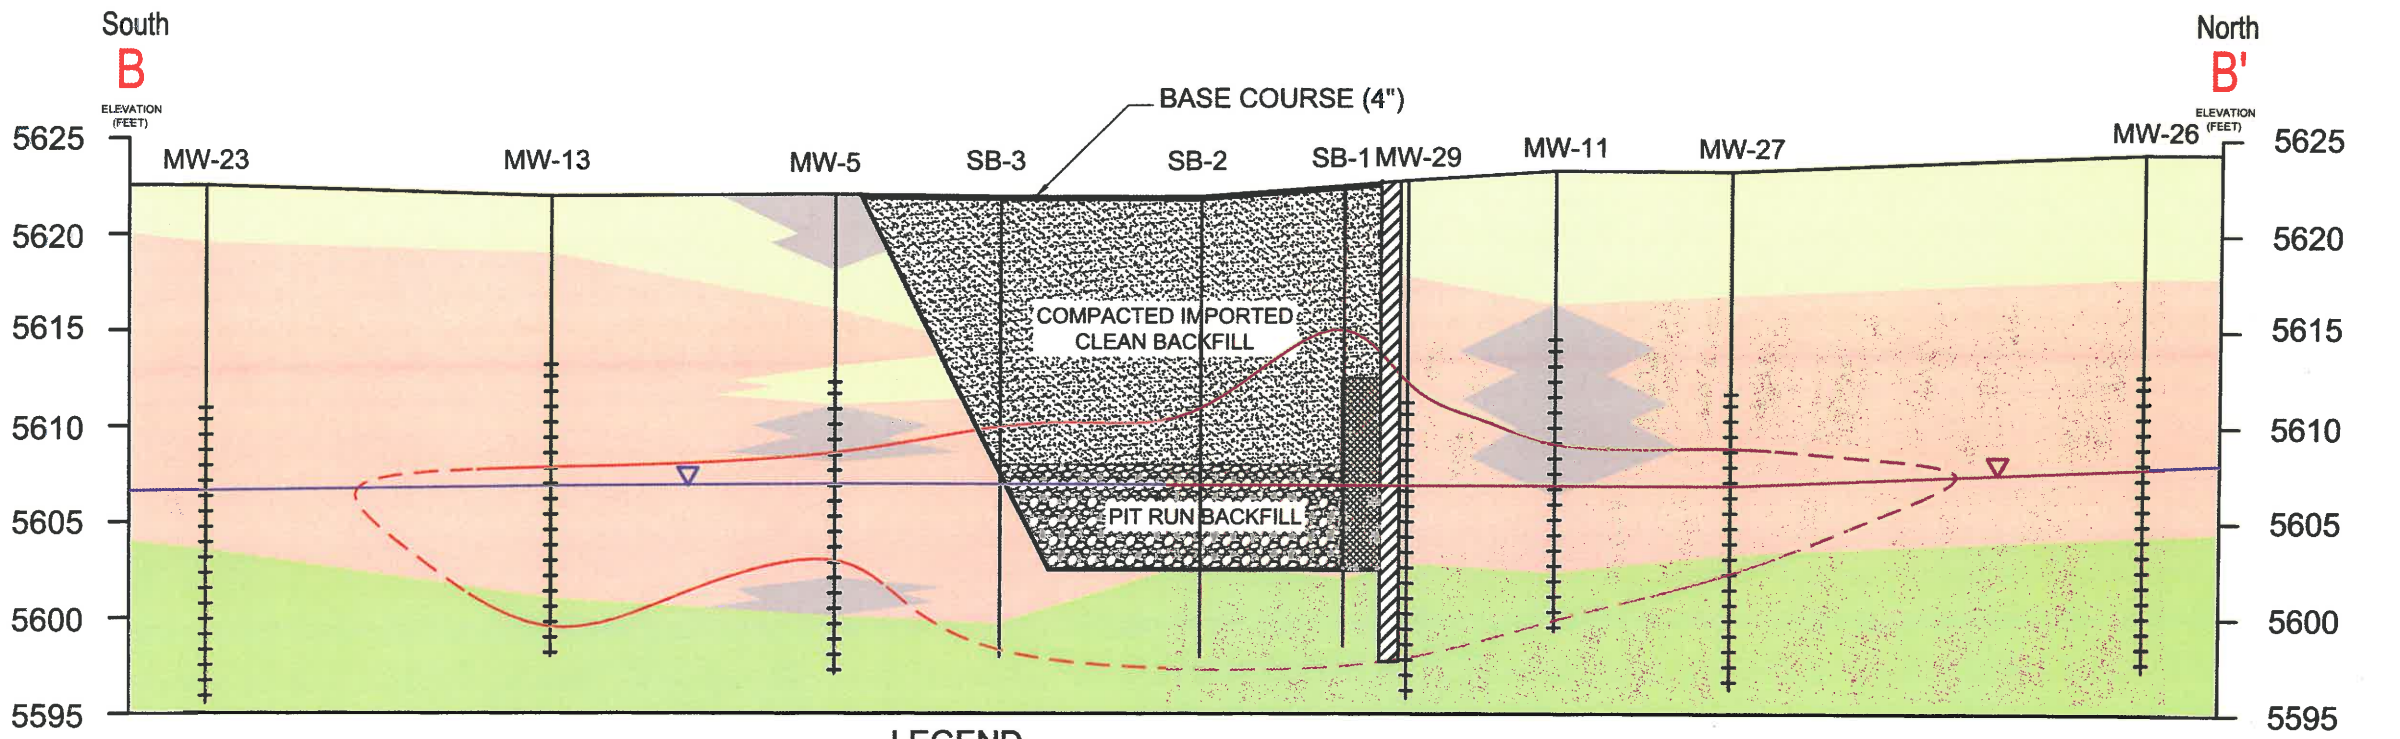 South
North
B
B'
ELEVATION
(FEET)
ELEVATION
(FEET)
BASE COURSE (4")
5625
MW-23
MW-13
MW-5
SB-3
SB-2
SB-1
MW-29
MW-11
MW-27
MW-26
5625
5620
5620
5615
COMPACTED IMPORTED
CLEAN BACKFILL
5615
5610
5610
5605
PIT RUN BACKFILL
5605
5600
5600
5595
5595
LEGEND